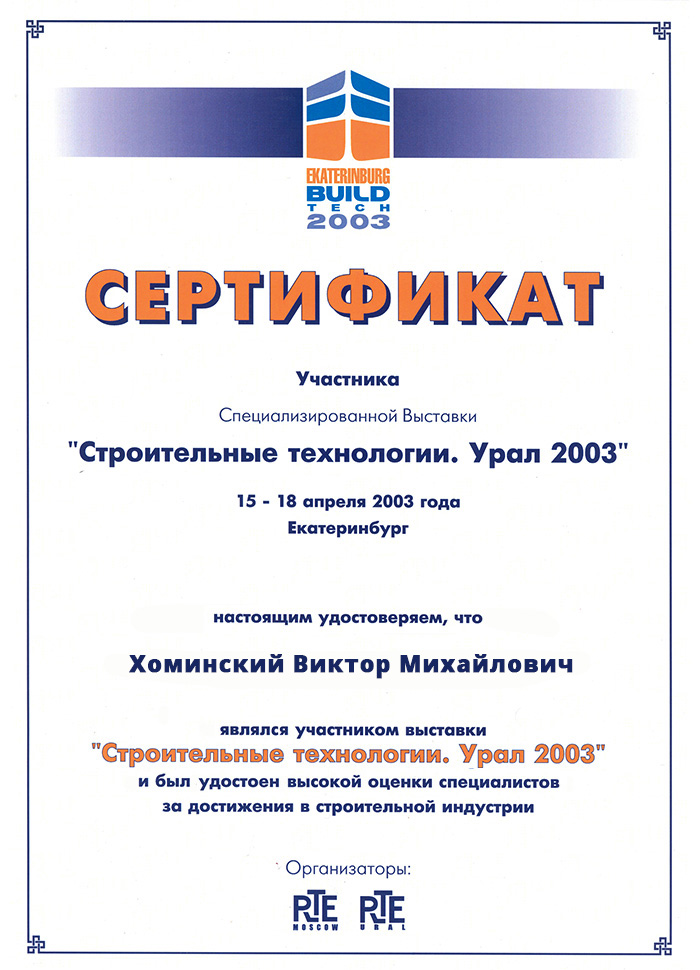 EKATERINBURG
BUILD
TECH
2003
СЕРТИФИКАТ
Участника
Специализированной Выставки
"Строительные технологии. Урал 2003"
15 - 18 апреля 2003 года
Екатеринбург
настоящим удостоверяем, что
Хоминский Виктор Михайлович
являлся участником выставки
"Строительные технологии. Урал 2003"
и был удостоен высокой оценки специалистов
за достижения в строительной индустрии
Организаторы:
RTE RTE
MOSCOW URAL